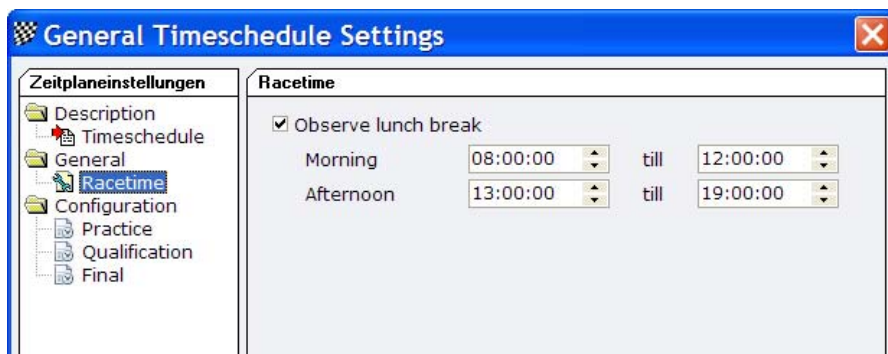 General Timeschedule Settings
Zeitplaneinstellungen
Description
Timeschedule
General
Racetime
Configuration
Practice
Qualification
Final
Racetime
Observe lunch break
Morning 08:00:00 till 12:00:00
Afternoon 13:00:00 till 19:00:00